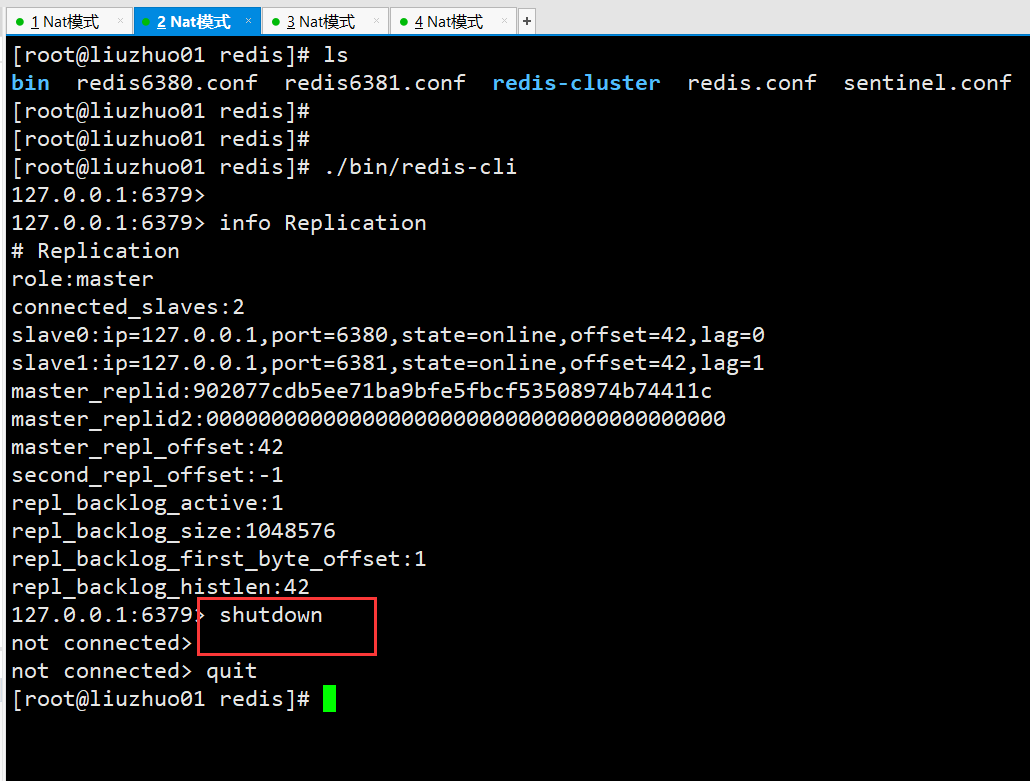 1 Nat模式 × 2 Nat模式 × 3 Nat模式 × 4 Nat模式 × +
[root@liuzhuo01 redis]# ls
bin redis6380.conf redis6381.conf redis-cluster redis.conf sentinel.conf
[root@liuzhuo01 redis]#
[root@liuzhuo01 redis]#
[root@liuzhuo01 redis]# ./bin/redis-cli
127.0.0.1:6379>
127.0.0.1:6379> info Replication
# Replication
role:master
connected_slaves:2
slave0:ip=127.0.0.1,port=6380,state=online,offset=42,lag=0
slave1:ip=127.0.0.1,port=6381,state=online,offset=42,lag=1
master_replid:902077cdb5ee71ba9bfe5fbcf53508974b74411c
master_replid2:0000000000000000000000000000000000000000
master_repl_offset:42
second_repl_offset:-1
repl_backlog_active:1
repl_backlog_size:1048576
repl_backlog_first_byte_offset:1
repl_backlog_histlen:42
127.0.0.1:6379> shutdown
not connected>
not connected> quit
[root@liuzhuo01 redis]#